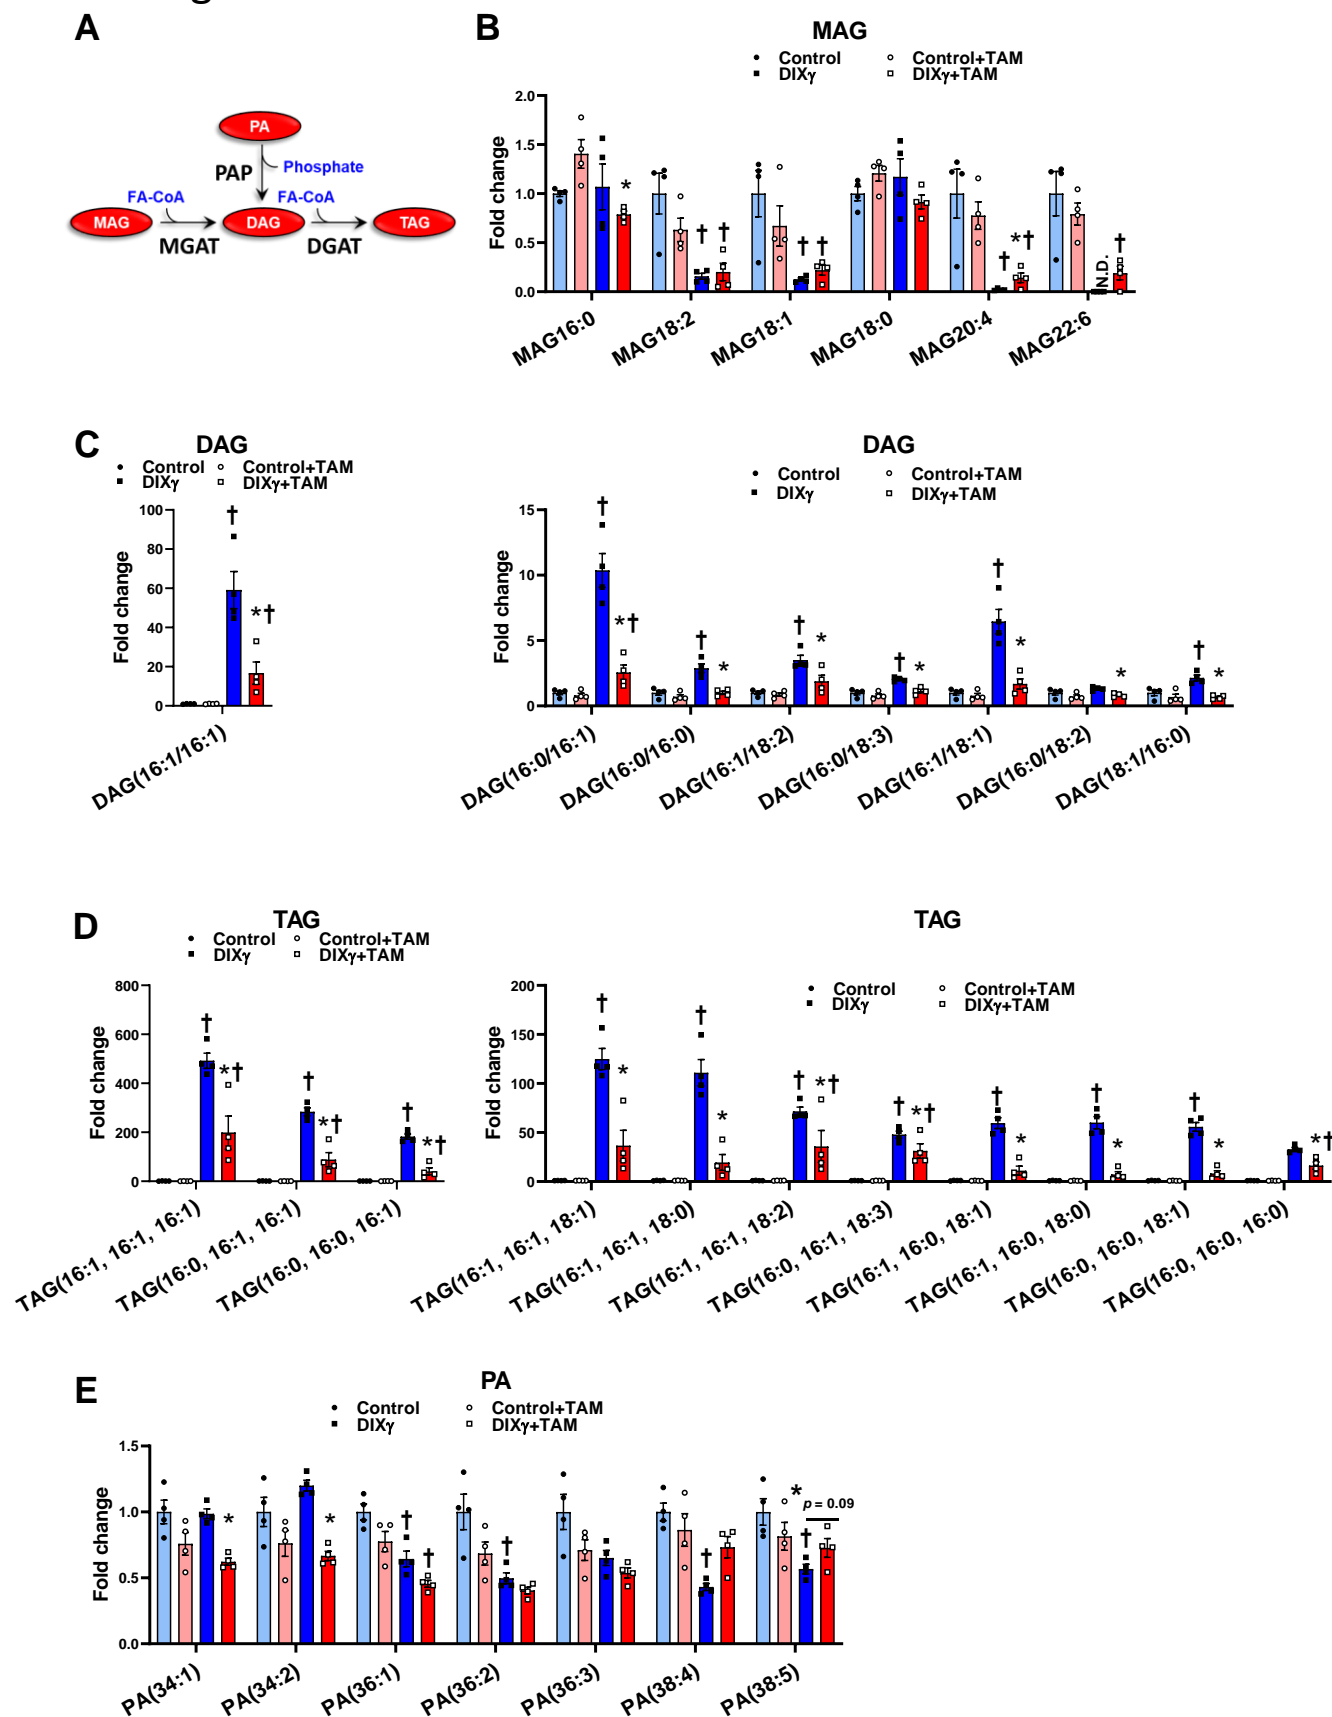 A
PA
PAP
Phosphate
FA-CoA
FA-CoA
MAG
DAG
TAG
MGAT
DGAT
B
MAG
Control
Control+TAM
DIXγ
DIXγ+TAM
Fold change
2.0
1.5
1.0
0.5
0.0
*
†
†
†
†
†
*†
N.D.
†
MAG16:0
MAG18:2
MAG18:1
MAG18:0
MAG20:4
MAG22:6
C
DAG
Control
Control+TAM
DIXγ
DIXγ+TAM
Fold change
100
80
60
40
20
0
†
*†
DAG(16:1/16:1)
DAG
Control
Control+TAM
DIXγ
DIXγ+TAM
Fold change
15
10
5
0
†
*†
†
*
†
*
†
*
†
*
*
†
*
DAG(16:0/16:1)
DAG(16:0/16:0)
DAG(16:1/18:2)
DAG(16:0/18:3)
DAG(16:1/18:1)
DAG(16:0/18:2)
DAG(18:1/16:0)
D
TAG
Control
Control+TAM
DIXγ
DIXγ+TAM
Fold change
800
600
400
200
0
†
*†
†
*†
†
*†
TAG(16:1, 16:1, 16:1)
TAG(16:0, 16:1, 16:1)
TAG(16:0, 16:0, 16:1)
TAG
Control
Control+TAM
DIXγ
DIXγ+TAM
Fold change
200
150
100
50
0
†
*
†
*
†
*†
†
*†
†
*
†
*
†
*
*†
TAG(16:1, 16:1, 18:1)
TAG(16:1, 16:1, 18:0)
TAG(16:1, 16:1, 18:2)
TAG(16:0, 16:1, 18:3)
TAG(16:1, 16:0, 18:1)
TAG(16:1, 16:0, 18:0)
TAG(16:0, 16:0, 18:1)
TAG(16:0, 16:0, 16:0)
E
PA
Control
Control+TAM
DIXγ
DIXγ+TAM
Fold change
1.5
1.0
0.5
0.0
*
*
†
†
†
†
*
p = 0.09
†
PA(34:1)
PA(34:2)
PA(36:1)
PA(36:2)
PA(36:3)
PA(38:4)
PA(38:5)